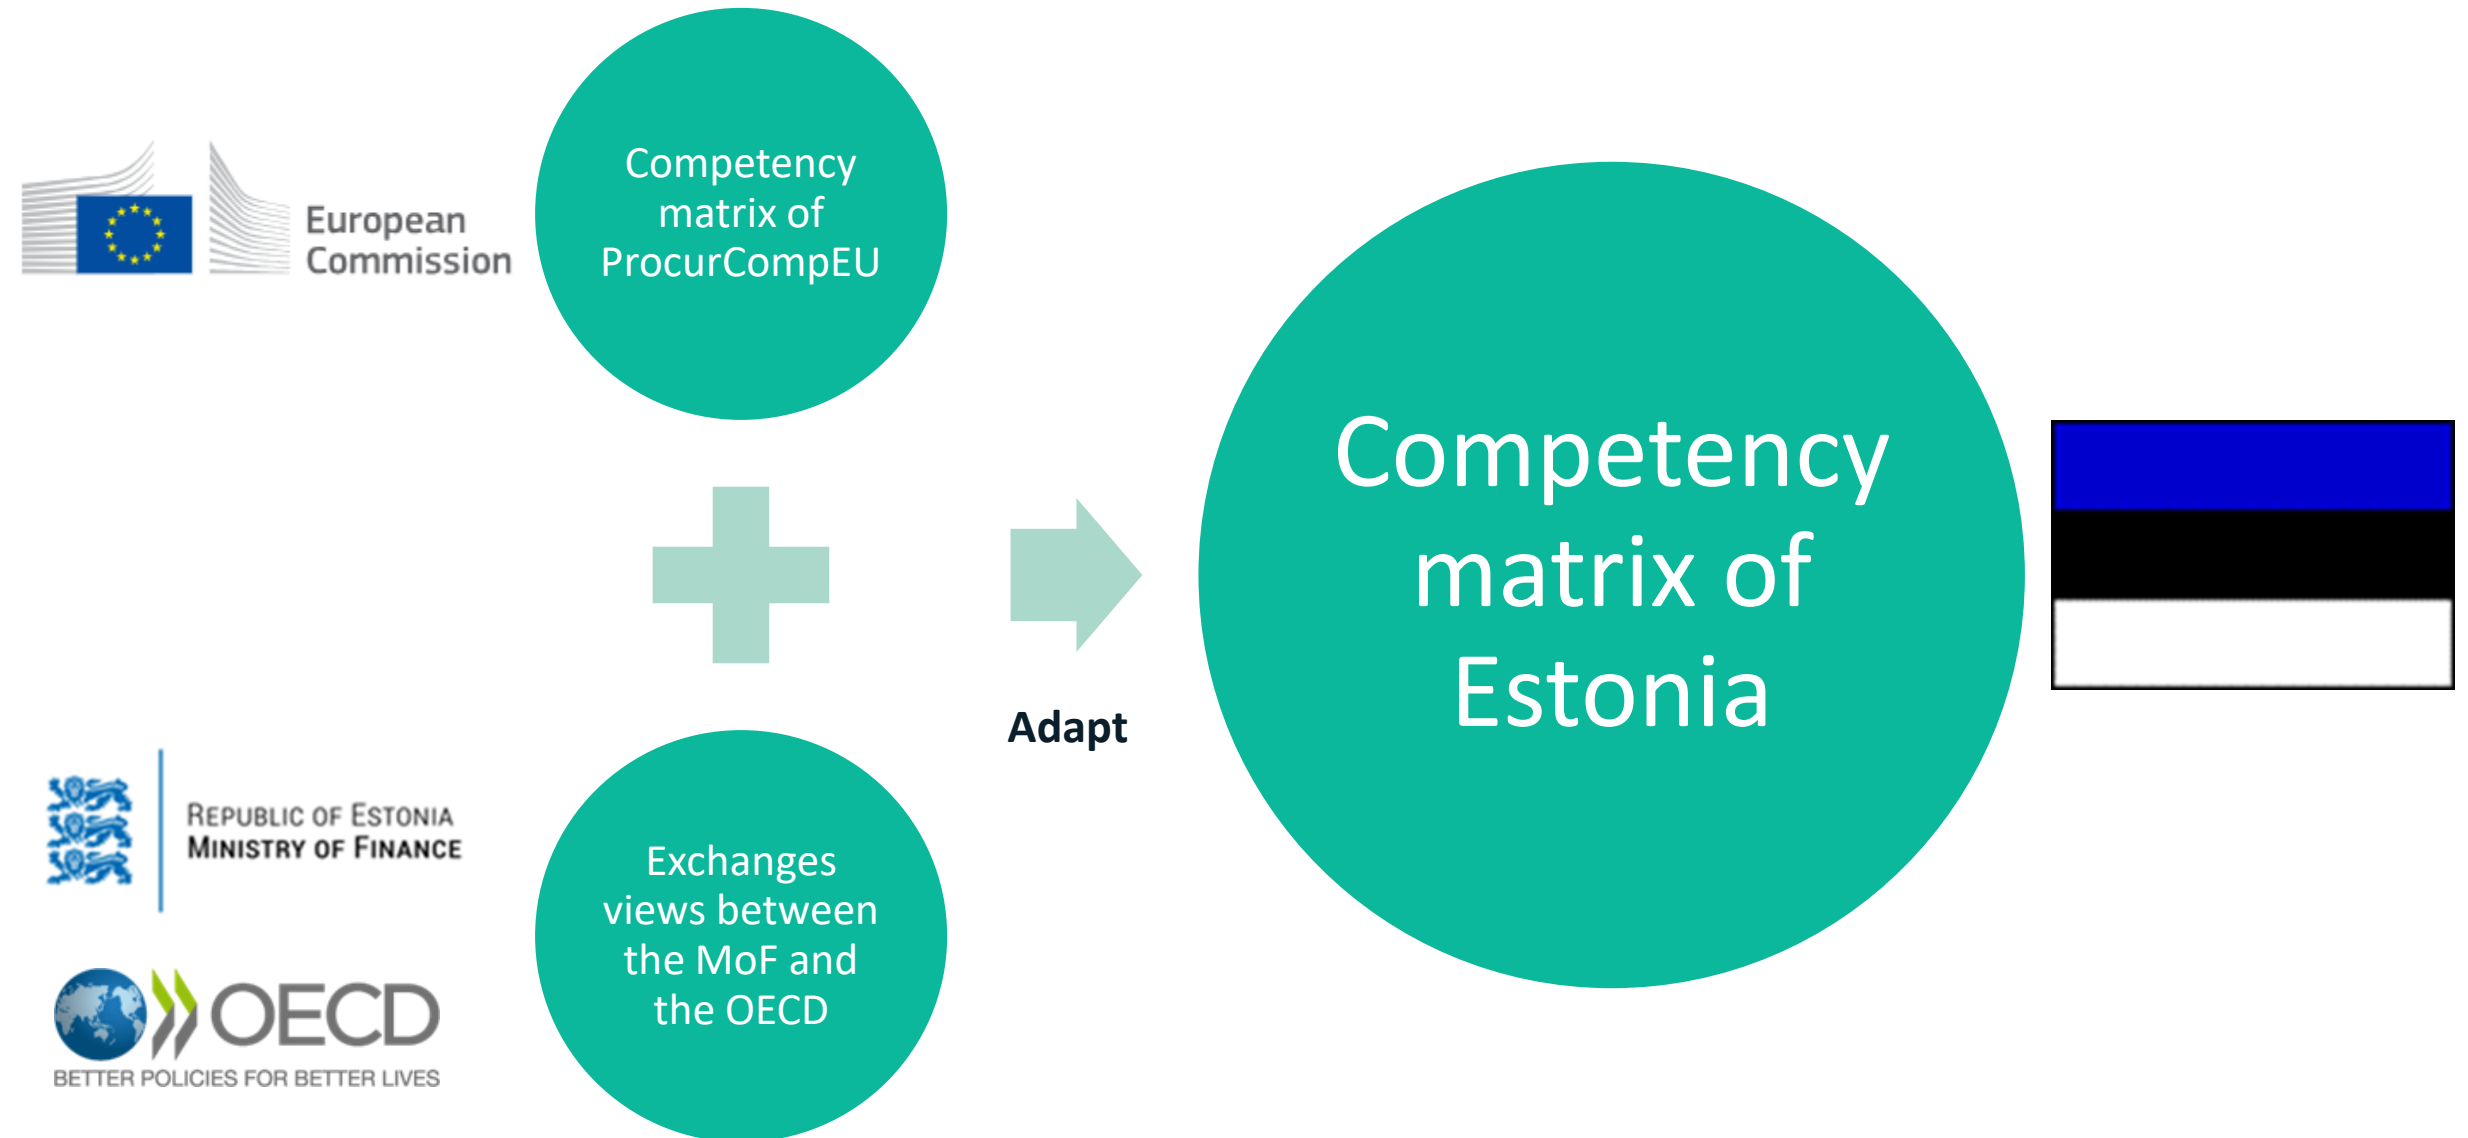 European
Commission
Competency
matrix of
ProcurCompEU
Adapt
Competency
matrix of
Estonia
REPUBLIC OF ESTONIA
MINISTRY OF FINANCE
OECD
BETTER POLICIES FOR BETTER LIVES
Exchanges
views between
the MoF and
the OECD